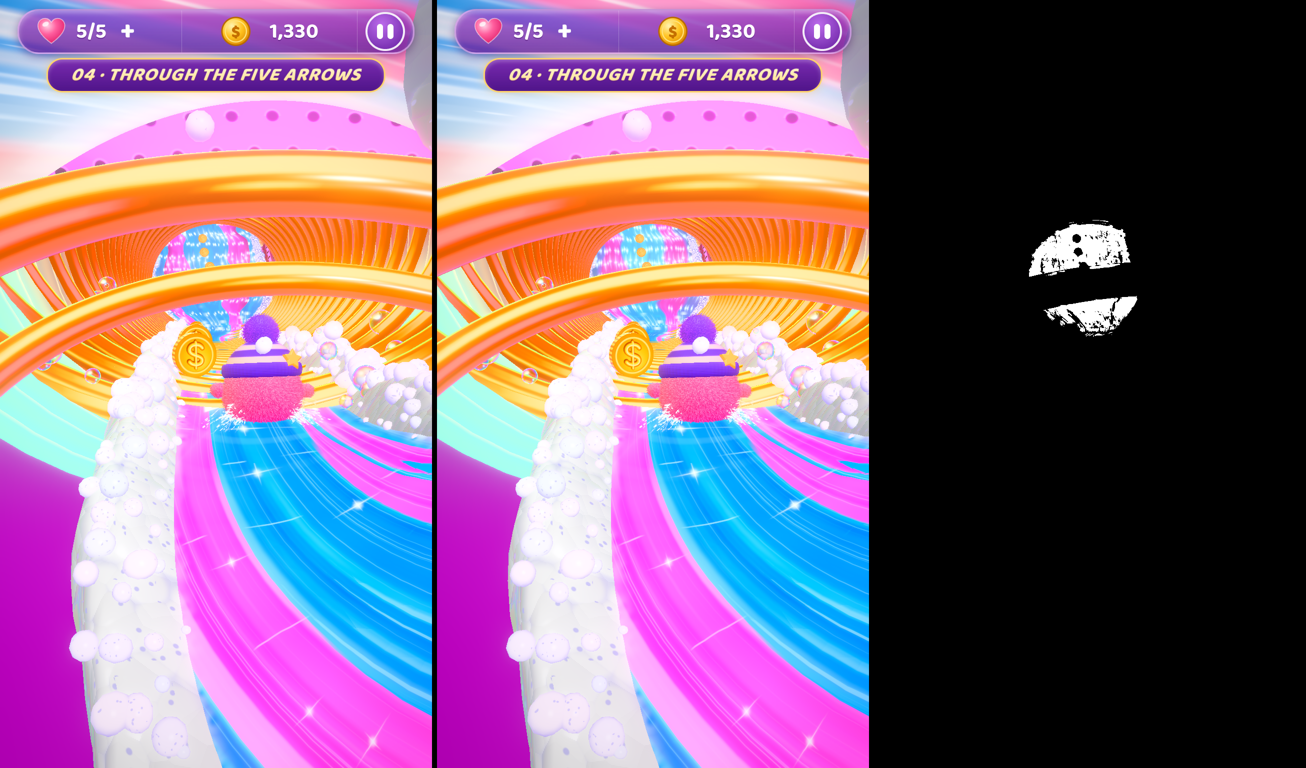 5/5 + $ 1,330
04 · THROUGH THE FIVE ARROWS
$
5/5 + $ 1,330
04 · THROUGH THE FIVE ARROWS
$